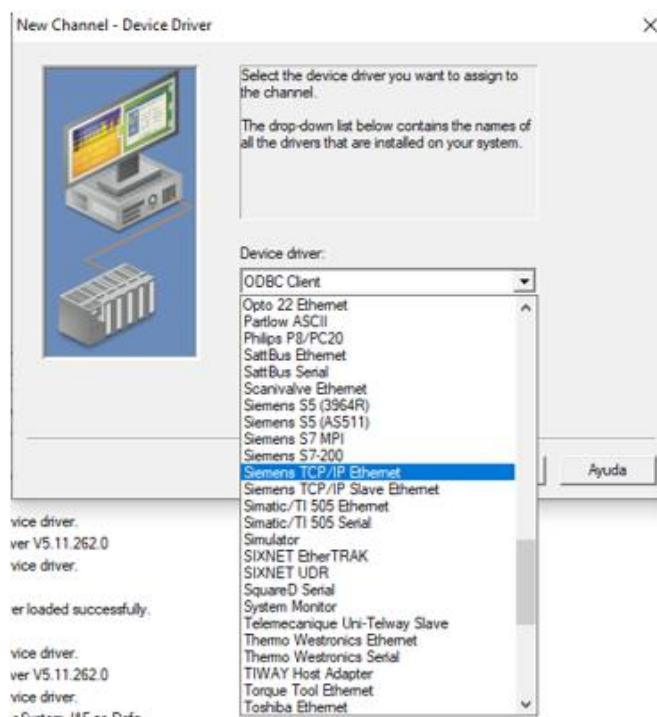 New Channel - Device Driver
Select the device driver you want to assign to
the channel.
The drop-down list below contains the names of
all the drivers that are installed on your system.
Device driver:
ODBC Client
Opto 22 Ethernet
Partlow ASCII
Philips P8/PC20
SattBus Ethernet
SattBus Serial
Scanivalve Ethernet
Siemens S5 (3964R)
Siemens S5 (AS511)
Siemens S7 MPI
Siemens S7-200
Siemens TCP/IP Ethernet
Siemens TCP/IP Slave Ethernet
Simatic/TI 505 Ethernet
Simatic/TI 505 Serial
Simulator
SIXNET EtherTRAK
SIXNET UDR
SquareD Serial
System Monitor
Telemecanique Uni-Telway Slave
Thermo Westronics Ethernet
Thermo Westronics Serial
TIWAY Host Adapter
Torque Tool Ethernet
Toshiba Ethernet
Ayuda
vice driver.
ver V5.11.262.0
vice driver.
er loaded successfully.
vice driver.
ver V5.11.262.0
vice driver.